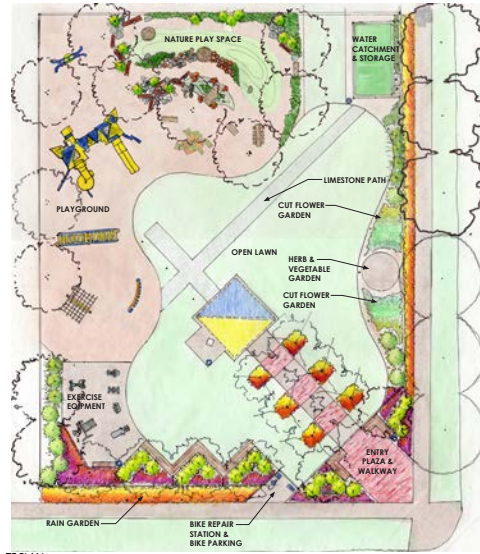 NATURE PLAY SPACE
WATER
CATCHMENT
& STORAGE
LIMESTONE PATH
CUT FLOWER
GARDEN
PLAYGROUND
OPEN LAWN
HERB &
VEGETABLE
GARDEN
CUT FLOWER
GARDEN
EXERCISE
EQIPMENT
ENTRY
PLAZA &
WALKWAY
RAIN GARDEN
BIKE REPAIR
STATION &
BIKE PARKING